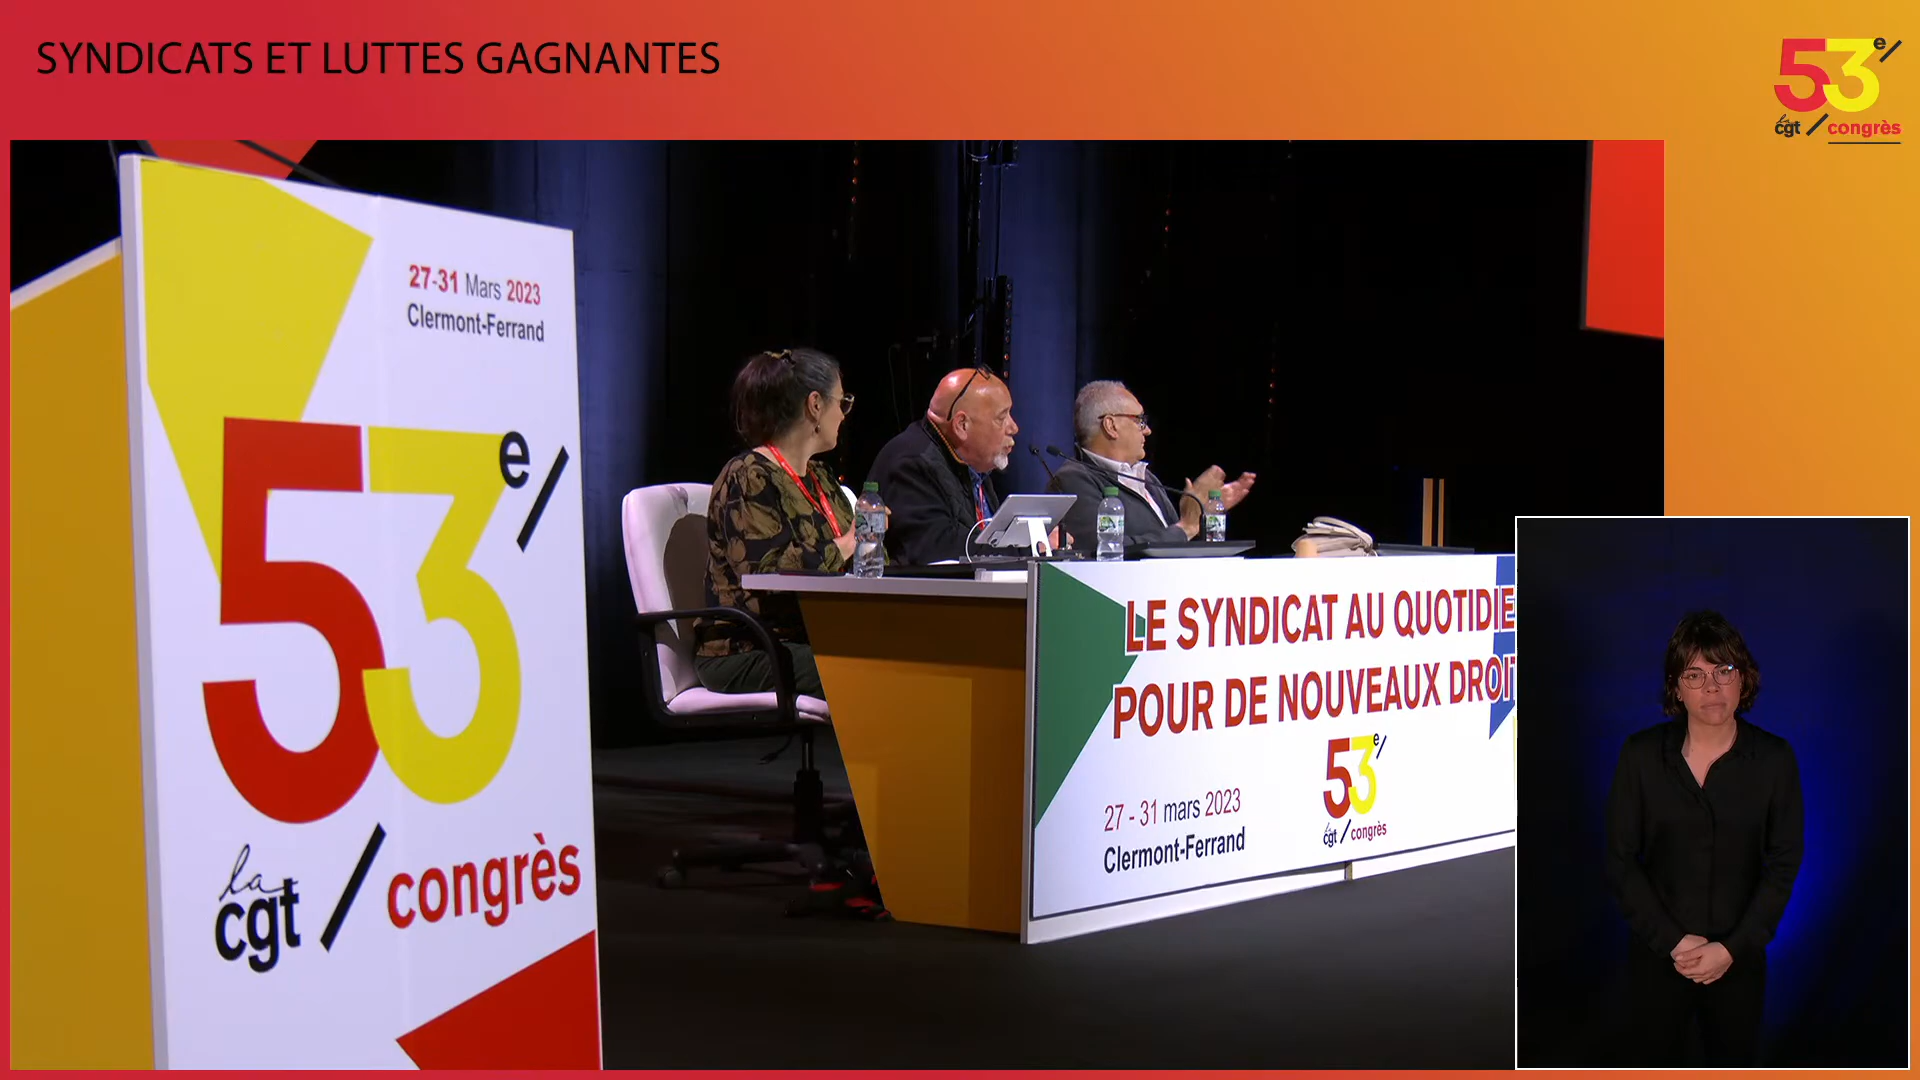 SYNDICATS ET LUTTES GAGNANTES
53e/
la cgt / congrès
27-31 Mars 2023
Clermont-Ferrand
53e/
la cgt / congrès
LE SYNDICAT AU QUOTIDIE
POUR DE NOUVEAUX DROIT
27 - 31 mars 2023
Clermont-Ferrand
53e/
la cgt / congrès